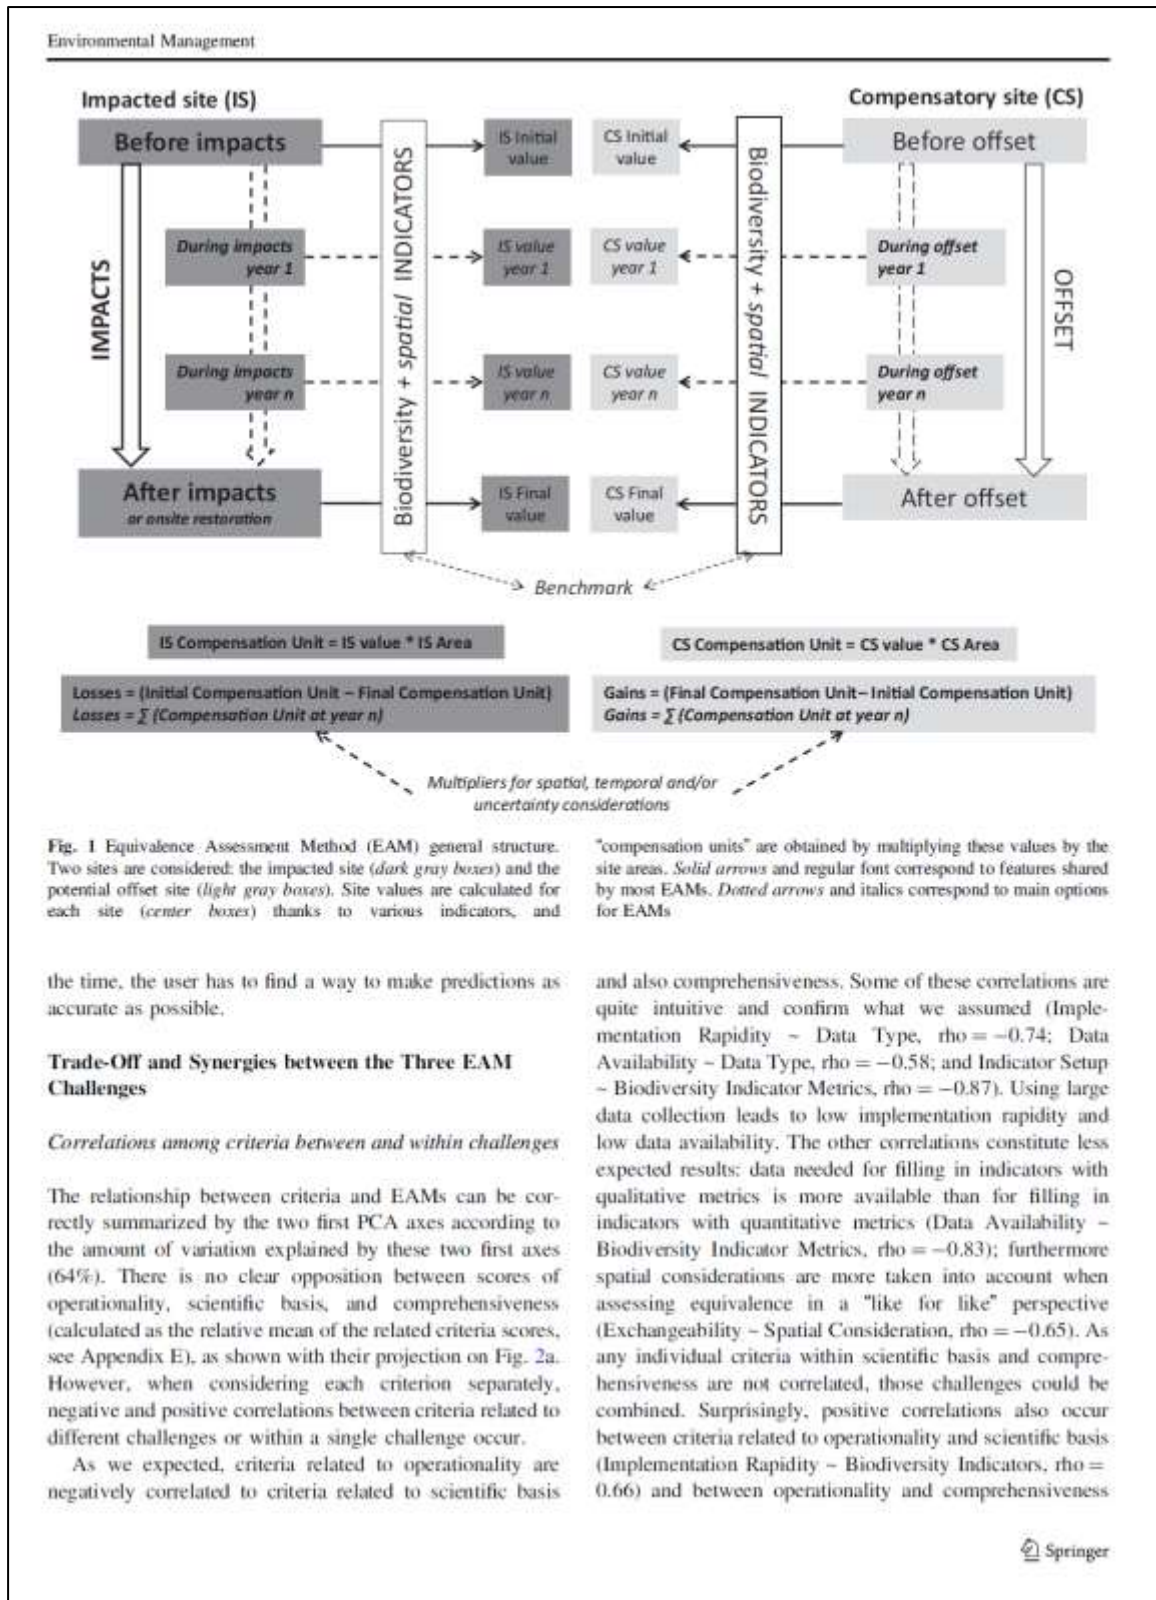 Environmental Management
Impacted site (IS)
Compensatory site (CS)
Before impacts
IS Initial
value
CS Initial
value
Before offset
IMPACTS
During impacts
year 1
IS value
year 1
CS value
year 1
During offset
year 1
OFFSET
Biodiversity + spatial INDICATORS
Biodiversity + spatial INDICATORS
During impacts
year n
IS value
year n
CS value
year n
During offset
year n
After impacts
or onsite restoration
IS Final
value
CS Final
value
After offset
Benchmark
IS Compensation Unit = IS value * IS Area
CS Compensation Unit = CS value * CS Area
Losses = (Initial Compensation Unit – Final Compensation Unit)
Losses = ∑ (Compensation Unit at year n)
Gains = (Final Compensation Unit– Initial Compensation Unit)
Gains = ∑ (Compensation Unit at year n)
Multipliers for spatial, temporal and/or
uncertainty considerations
Fig. 1 Equivalence Assessment Method (EAM) general structure.
Two sites are considered: the impacted site (dark gray boxes) and the
potential offset site (light gray boxes). Site values are calculated for
each site (center boxes) thanks to various indicators, and
"compensation units" are obtained by multiplying these values by the
site areas. Solid arrows and regular font correspond to features shared
by most EAMs. Dotted arrows and italics correspond to main options
for EAMs
the time, the user has to find a way to make predictions as
accurate as possible.
Trade-Off and Synergies between the Three EAM
Challenges
Correlations among criteria between and within challenges
The relationship between criteria and EAMs can be cor-
rectly summarized by the two first PCA axes according to
the amount of variation explained by these two first axes
(64%). There is no clear opposition between scores of
operationality, scientific basis, and comprehensiveness
(calculated as the relative mean of the related criteria scores,
see Appendix E), as shown with their projection on Fig. 2a.
However, when considering each criterion separately,
negative and positive correlations between criteria related to
different challenges or within a single challenge occur.
As we expected, criteria related to operationality are
negatively correlated to criteria related to scientific basis
and also comprehensiveness. Some of these correlations are
quite intuitive and confirm what we assumed (Imple-
mentation Rapidity ~ Data Type, rho = −0.74; Data
Availability ~ Data Type, rho = −0.58; and Indicator Setup
~ Biodiversity Indicator Metrics, rho = −0.87). Using large
data collection leads to low implementation rapidity and
low data availability. The other correlations constitute less
expected results: data needed for filling in indicators with
qualitative metrics is more available than for filling in
indicators with quantitative metrics (Data Availability ~
Biodiversity Indicator Metrics, rho = −0.83); furthermore
spatial considerations are more taken into account when
assessing equivalence in a "like for like" perspective
(Exchangeability ~ Spatial Consideration, rho = −0.65). As
any individual criteria within scientific basis and compre-
hensiveness are not correlated, those challenges could be
combined. Surprisingly, positive correlations also occur
between criteria related to operationality and scientific basis
(Implementation Rapidity ~ Biodiversity Indicators, rho =
0.66) and between operationality and comprehensiveness
Springer